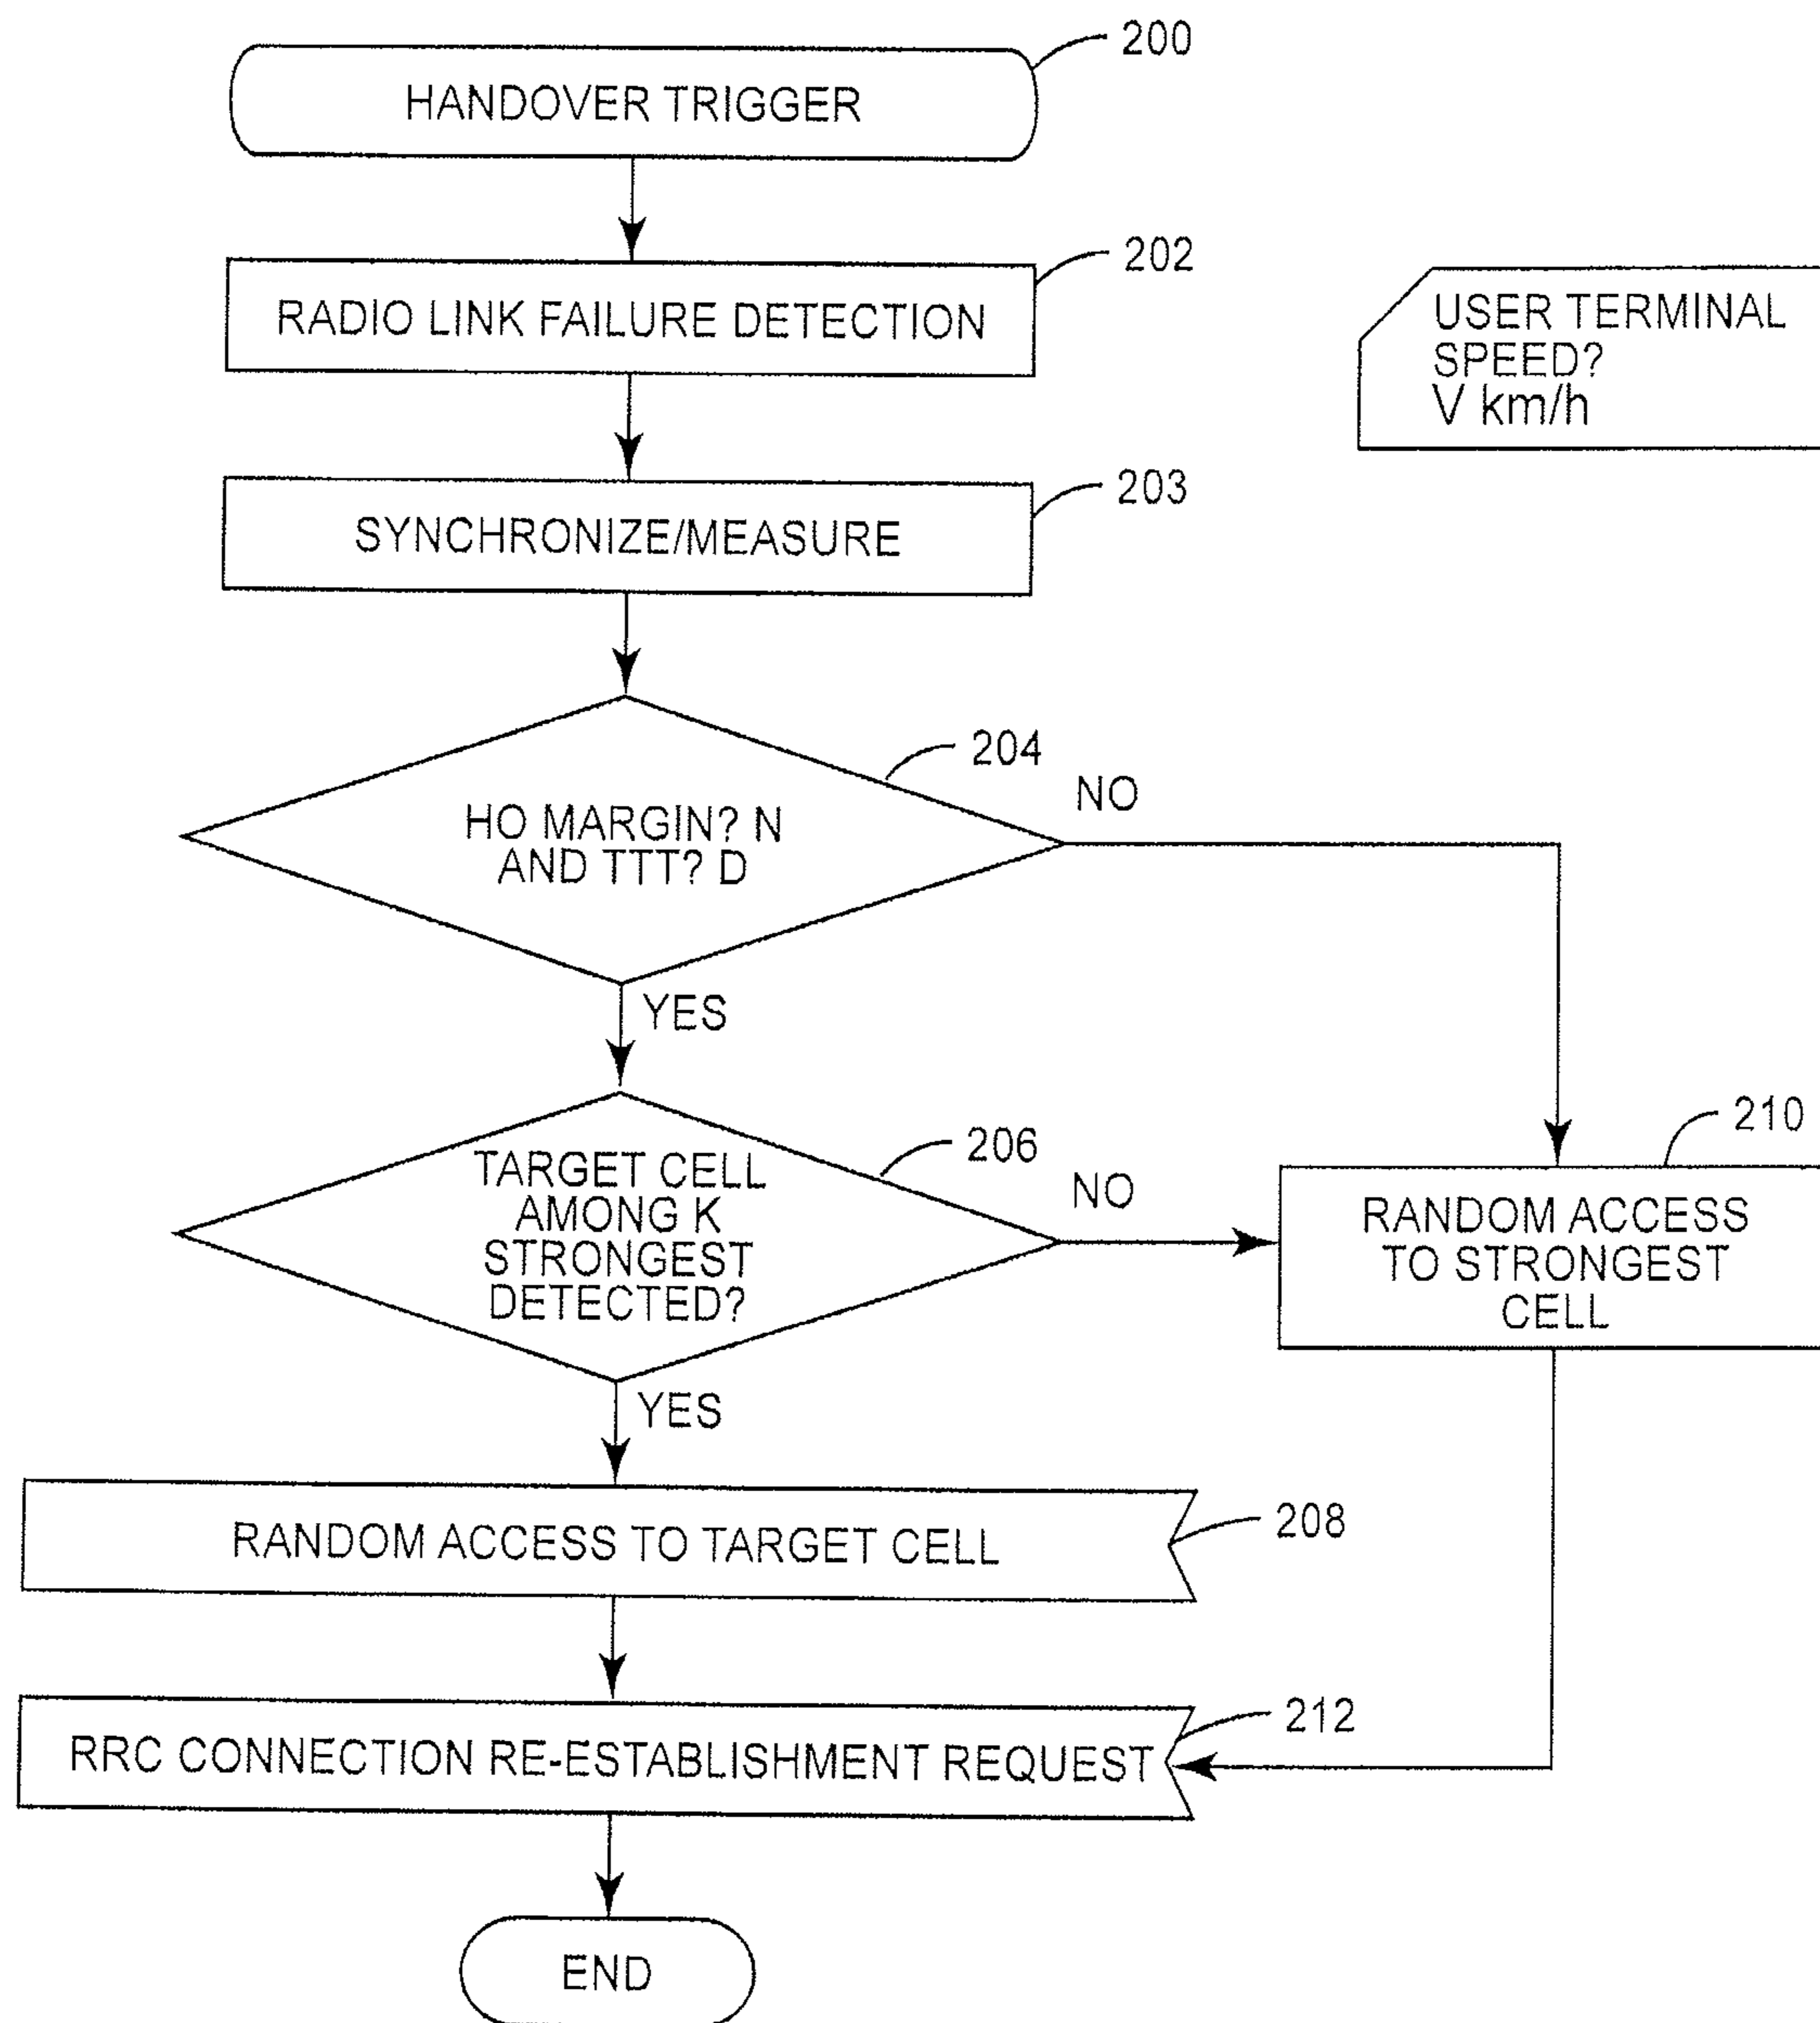 200
HANDOVER TRIGGER
202
RADIO LINK FAILURE DETECTION
USER TERMINAL
SPEED?
V km/h
203
SYNCHRONIZE/MEASURE
204
NO
HO MARGIN? N
AND TTT? D
YES
206
NO
TARGET CELL
AMONG K
STRONGEST
DETECTED?
210
RANDOM ACCESS
TO STRONGEST
CELL
YES
208
RANDOM ACCESS TO TARGET CELL
212
RRC CONNECTION RE-ESTABLISHMENT REQUEST
END